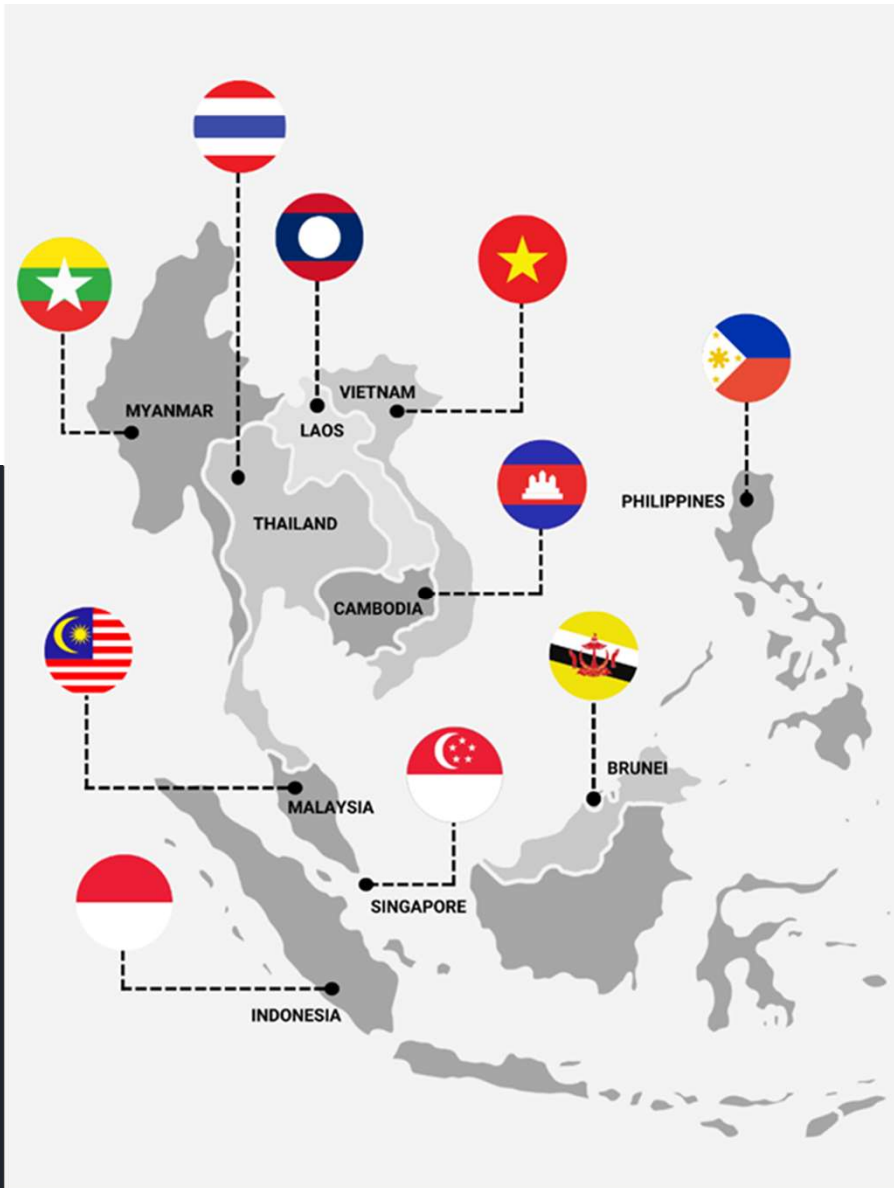 VIETNAM
MYANMAR
LAOS
PHILIPPINES
THAILAND
CAMBODIA
BRUNEI
MALAYSIA
SINGAPORE
INDONESIA